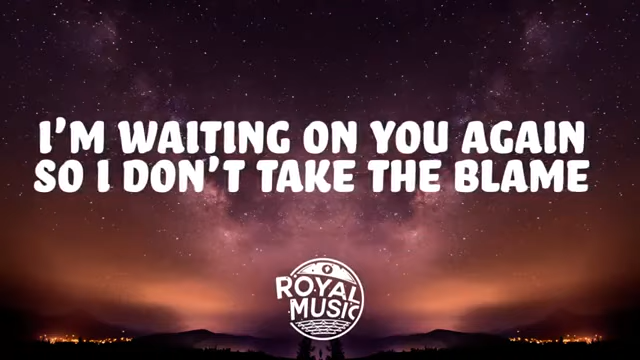 I'M WAITING ON YOU AGAIN
SO I DON'T TAKE THE BLAME
ROYAL
MUSIC